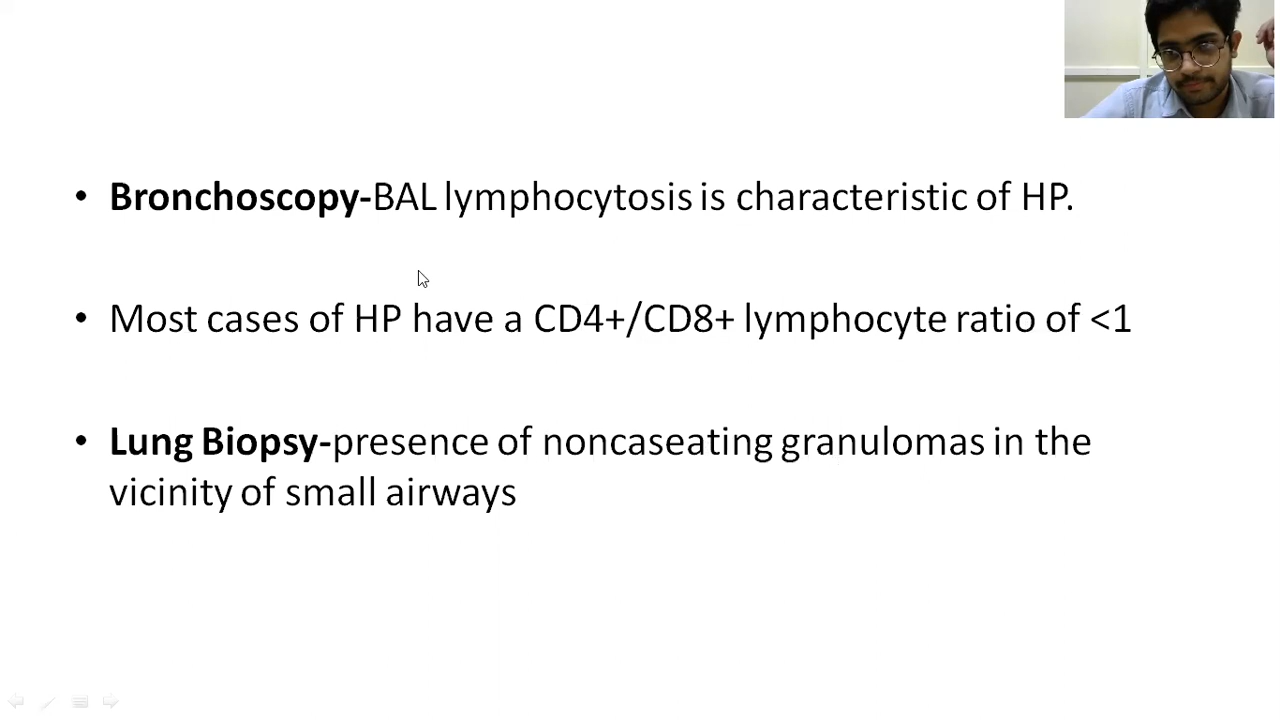 • Bronchoscopy-BAL lymphocytosis is characteristic of HP.
• Most cases of HP have a CD4+/CD8+ lymphocyte ratio of <1
• Lung Biopsy-presence of noncaseating granulomas in the
vicinity of small airways